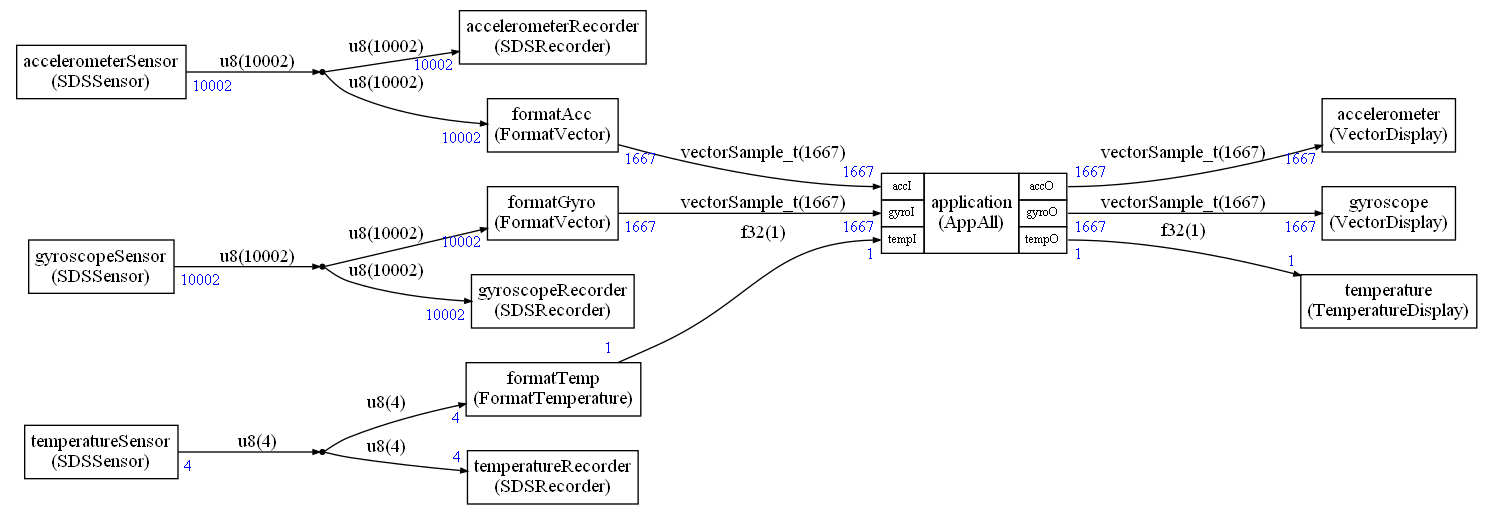 accelerometerSensor
(SDSSensor)
u8(10002)
10002
u8(10002)
10002
accelerometerRecorder
(SDSRecorder)
u8(10002)
10002
formatAcc
(FormatVector)
1667
vectorSample_t(1667)
1667
gyroscopeSensor
(SDSSensor)
u8(10002)
10002
u8(10002)
10002
formatGyro
(FormatVector)
1667
vectorSample_t(1667)
1667
u8(10002)
10002
gyroscopeRecorder
(SDSRecorder)
temperatureSensor
(SDSSensor)
u8(4)
4
u8(4)
4
formatTemp
(FormatTemperature)
1
f32(1)
1
u8(4)
4
temperatureRecorder
(SDSRecorder)
accI
gyroI
tempI
application
(AppAll)
accO
gyroO
tempO
1667
vectorSample_t(1667)
1667
accelerometer
(VectorDisplay)
1667
vectorSample_t(1667)
1667
gyroscope
(VectorDisplay)
1
f32(1)
1
temperature
(TemperatureDisplay)